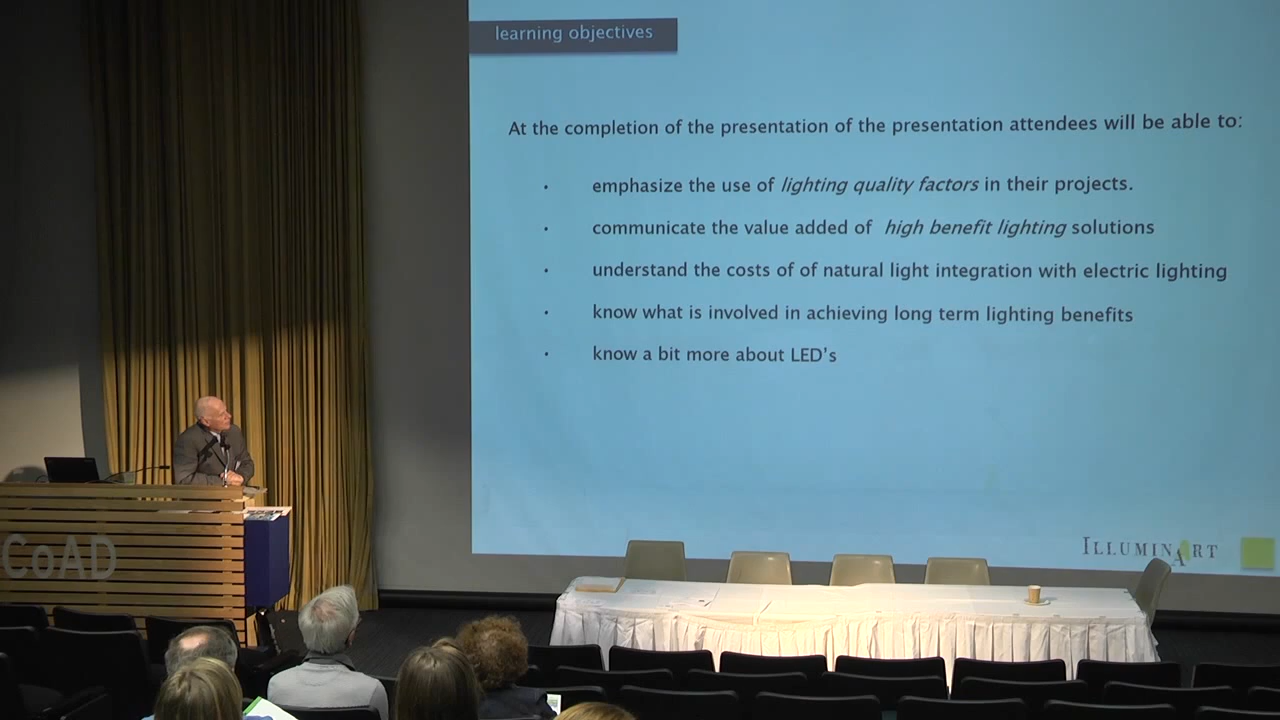 learning objectives
At the completion of the presentation of the presentation attendees will be able to:
· emphasize the use of lighting quality factors in their projects.
· communicate the value added of high benefit lighting solutions
· understand the costs of of natural light integration with electric lighting
· know what is involved in achieving long term lighting benefits
· know a bit more about LED's
ILLUMINART
CoAD